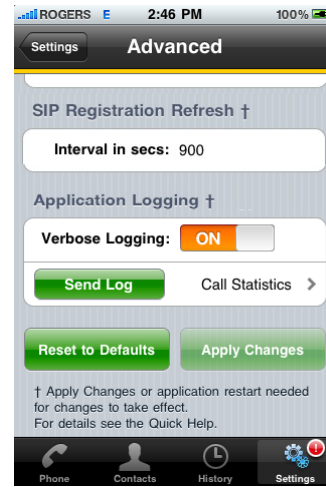 ROGERS E 2:46 PM 100%
Settings Advanced
SIP Registration Refresh †
Interval in secs: 900
Application Logging †
Verbose Logging: ON
Send Log Call Statistics
Reset to Defaults Apply Changes
† Apply Changes or application restart needed
for changes to take effect.
For details see the Quick Help.
Phone Contacts History Settings